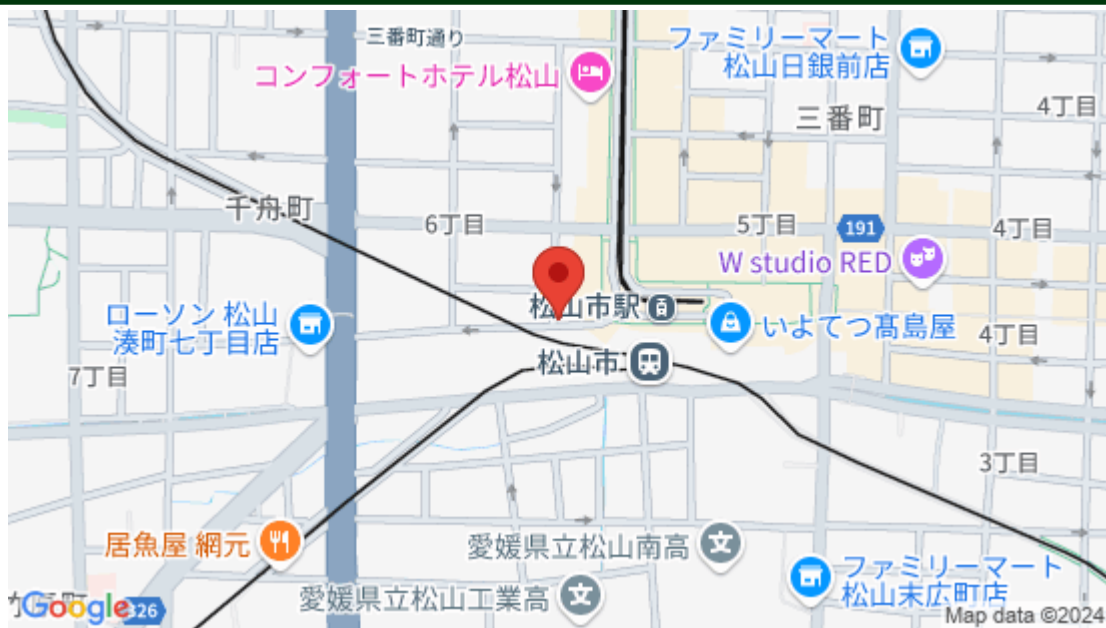 三番町通り
ファミリーマート
松山日銀前店
コンフォートホテル松山
4丁目
三番町
千舟町
6丁目
5丁目
191
4丁目
W studio RED
松山市駅
ローソン 松山
湊町七丁目店
いよてつ髙島屋
4丁目
松山市
7丁目
3丁目
居魚屋 網元
愛媛県立松山南高
ファミリーマート
松山末広町店
愛媛県立松山工業高
Google
326
Map data ©2024